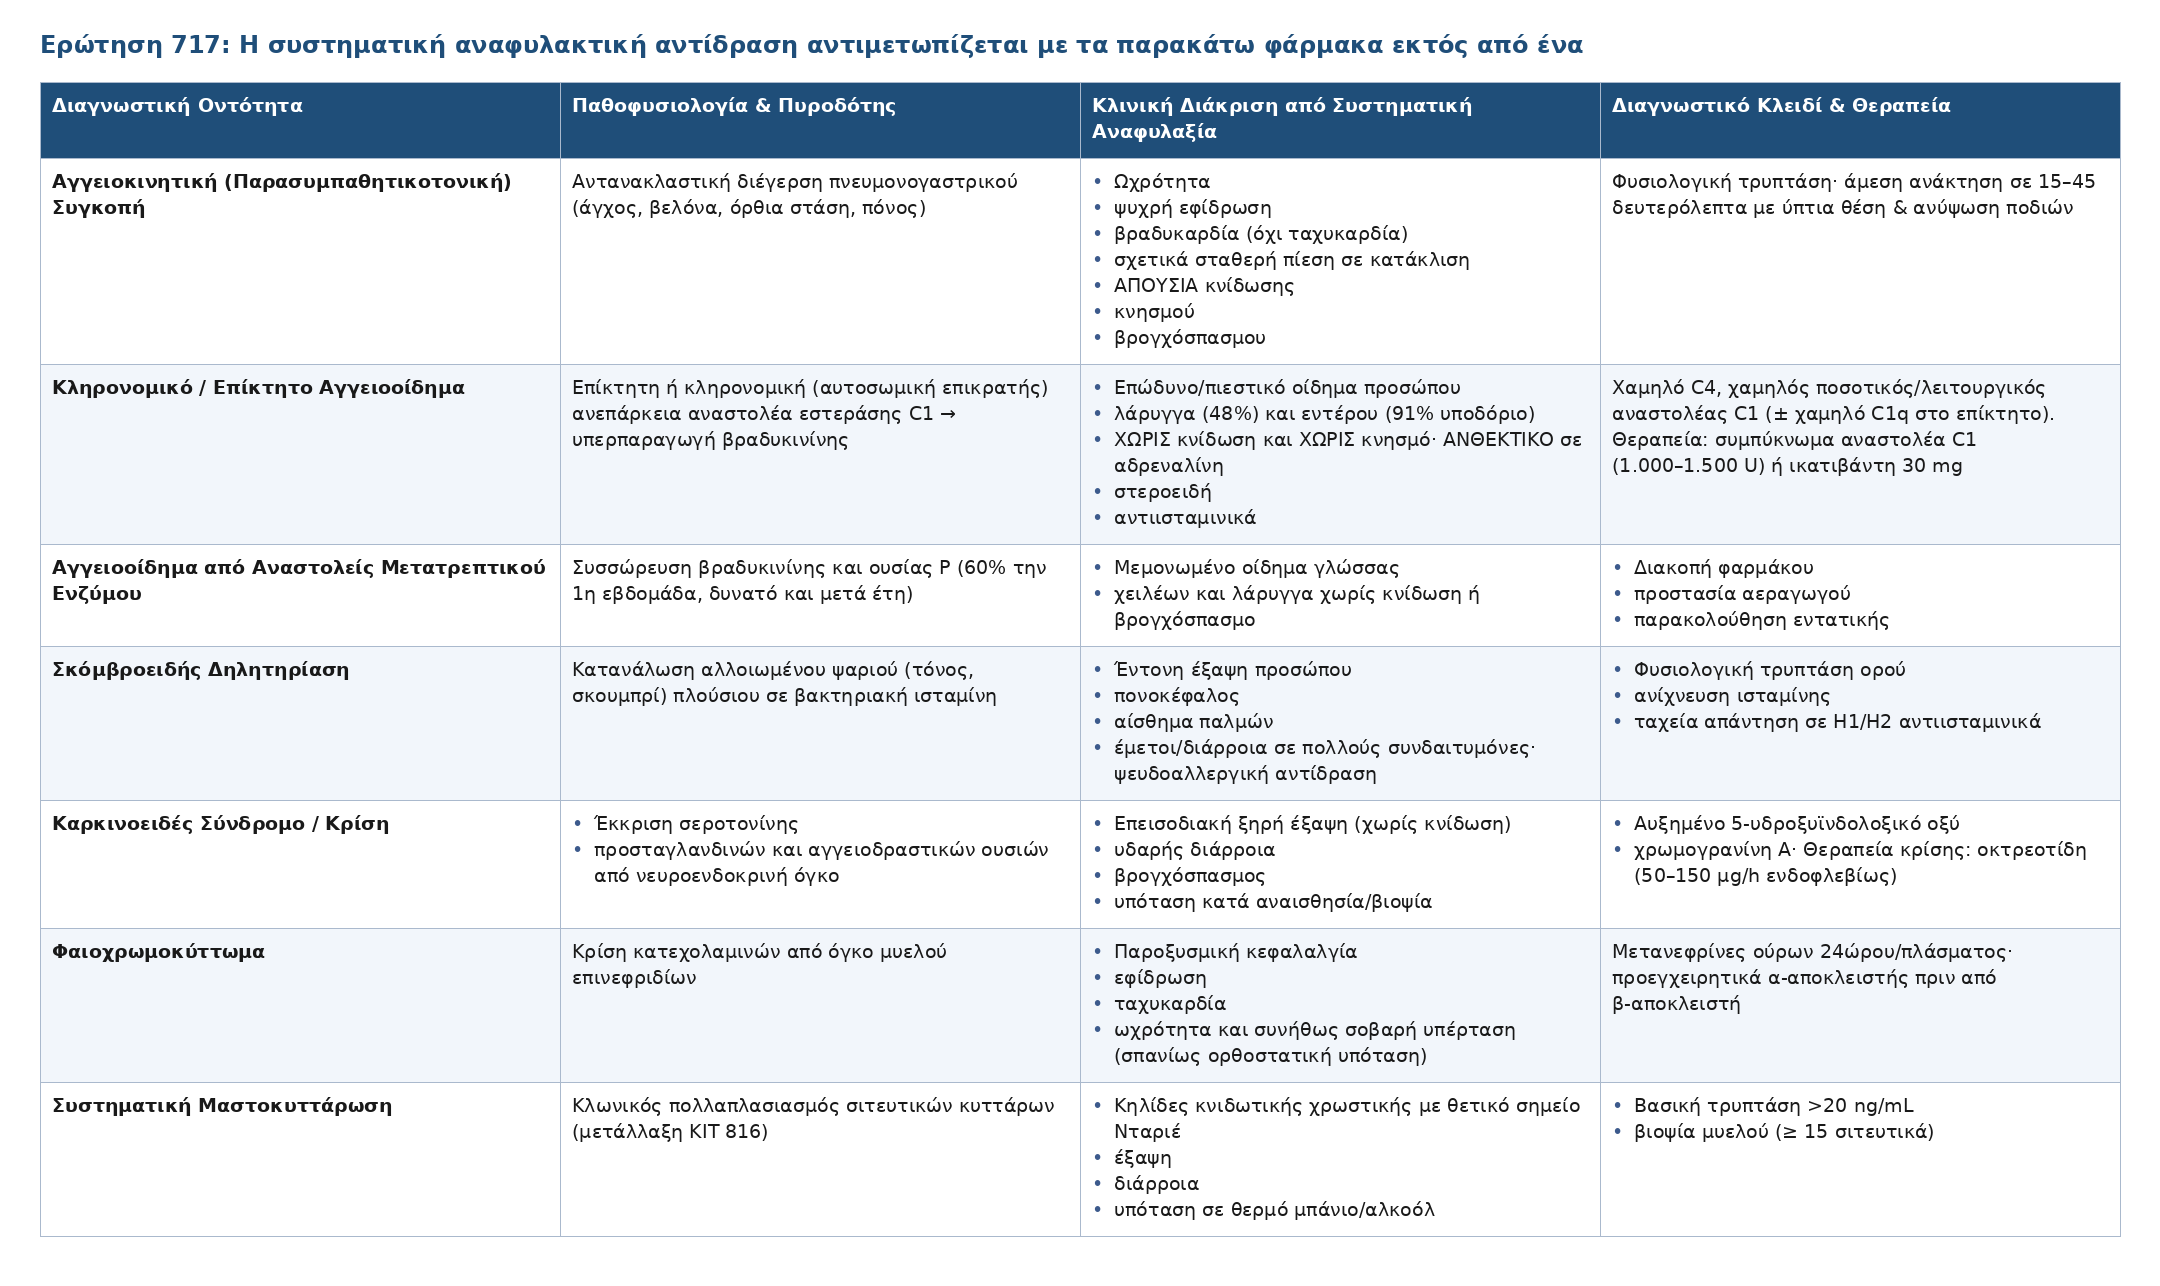 Ερώτηση 717: Η συστηματική αναφυλακτική αντίδραση αντιμετωπίζεται με τα παρακάτω φάρμακα εκτός από ένα
Διαγνωστική Οντότητα
Παθοφυσιολογία & Πυροδότης
Κλινική Διάκριση από Συστηματική
Αναφυλαξία
Διαγνωστικό Κλειδί & Θεραπεία
Αγγειοκινητική (Παρασυμπαθητικοτονική)
Συγκοπή
Αντανακλαστική διέγερση πνευμονογαστρικού
(άγχος, βελόνα, όρθια στάση, πόνος)
• Ωχρότητα
• ψυχρή εφίδρωση
• βραδυκαρδία (όχι ταχυκαρδία)
• σχετικά σταθερή πίεση σε κατάκλιση
• ΑΠΟΥΣΙΑ κνίδωσης
• κνησμού
• βρογχόσπασμου
Φυσιολογική τρυπτάση· άμεση ανάκτηση σε 15–45
δευτερόλεπτα με ύπτια θέση & ανύψωση ποδιών
Κληρονομικό / Επίκτητο Αγγειοοίδημα
Επίκτητη ή κληρονομική (αυτοσωμική επικρατής)
ανεπάρκεια αναστολέα εστεράσης C1 →
υπερπαραγωγή βραδυκινίνης
• Επώδυνο/πιεστικό οίδημα προσώπου
• λάρυγγα (48%) και εντέρου (91% υποδόριο)
• ΧΩΡΙΣ κνίδωση και ΧΩΡΙΣ κνησμό· ΑΝΘΕΚΤΙΚΟ σε
αδρεναλίνη
• στεροειδή
• αντιισταμινικά
Χαμηλό C4, χαμηλός ποσοτικός/λειτουργικός
αναστολέας C1 (± χαμηλό C1q στο επίκτητο).
Θεραπεία: συμπύκνωμα αναστολέα C1
(1.000–1.500 U) ή ικατιβάντη 30 mg
Αγγειοοίδημα από Αναστολείς Μετατρεπτικού
Ενζύμου
Συσσώρευση βραδυκινίνης και ουσίας P (60% την
1η εβδομάδα, δυνατό και μετά έτη)
• Μεμονωμένο οίδημα γλώσσας
• χειλέων και λάρυγγα χωρίς κνίδωση ή
βρογχόσπασμο
• Διακοπή φαρμάκου
• προστασία αεραγωγού
• παρακολούθηση εντατικής
Σκόμβροειδής Δηλητηρίαση
Κατανάλωση αλλοιωμένου ψαριού (τόνος,
σκουμπρί) πλούσιου σε βακτηριακή ισταμίνη
• Έντονη έξαψη προσώπου
• πονοκέφαλος
• αίσθημα παλμών
• έμετοι/διάρροια σε πολλούς συνδαιτυμόνες·
ψευδοαλλεργική αντίδραση
• Φυσιολογική τρυπτάση ορού
• ανίχνευση ισταμίνης
• ταχεία απάντηση σε H1/H2 αντιισταμινικά
Καρκινοειδές Σύνδρομο / Κρίση
• Έκκριση σεροτονίνης
• προσταγλανδινών και αγγειοδραστικών ουσιών
από νευροενδοκρινή όγκο
• Επεισοδιακή ξηρή έξαψη (χωρίς κνίδωση)
• υδαρής διάρροια
• βρογχόσπασμος
• υπόταση κατά αναισθησία/βιοψία
• Αυξημένο 5-υδροξυϊνδολοξικό οξύ
• χρωμογρανίνη Α· Θεραπεία κρίσης: οκτρεοτίδη
(50–150 μg/h ενδοφλεβίως)
Φαιοχρωμοκύττωμα
Κρίση κατεχολαμινών από όγκο μυελού
επινεφριδίων
• Παροξυσμική κεφαλαλγία
• εφίδρωση
• ταχυκαρδία
• ωχρότητα και συνήθως σοβαρή υπέρταση
(σπανίως ορθοστατική υπόταση)
Μετανεφρίνες ούρων 24ώρου/πλάσματος·
προεγχειρητικά α-αποκλειστής πριν από
β-αποκλειστή
Συστηματική Μαστοκυττάρωση
Κλωνικός πολλαπλασιασμός σιτευτικών κυττάρων
(μετάλλαξη KIT 816)
• Κηλίδες κνιδωτικής χρωστικής με θετικό σημείο
Νταριέ
• έξαψη
• διάρροια
• υπόταση σε θερμό μπάνιο/αλκοόλ
• Βασική τρυπτάση >20 ng/mL
• βιοψία μυελού (≥ 15 σιτευτικά)